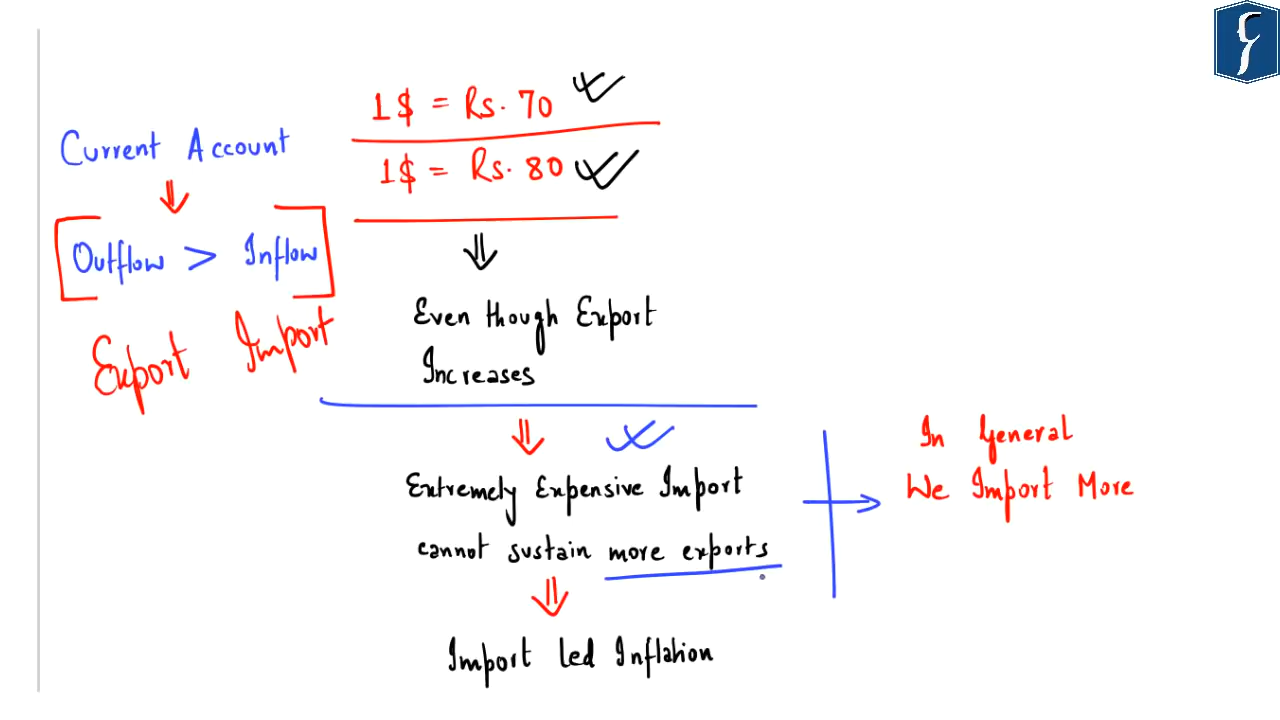 Current Account
Outflow > Inflow
Export Import
1$ = Rs. 70
1$ = Rs. 80
Even though Export
Increases
Extremely Expensive Import
cannot sustain more exports
Import led Inflation
In General
We Import More